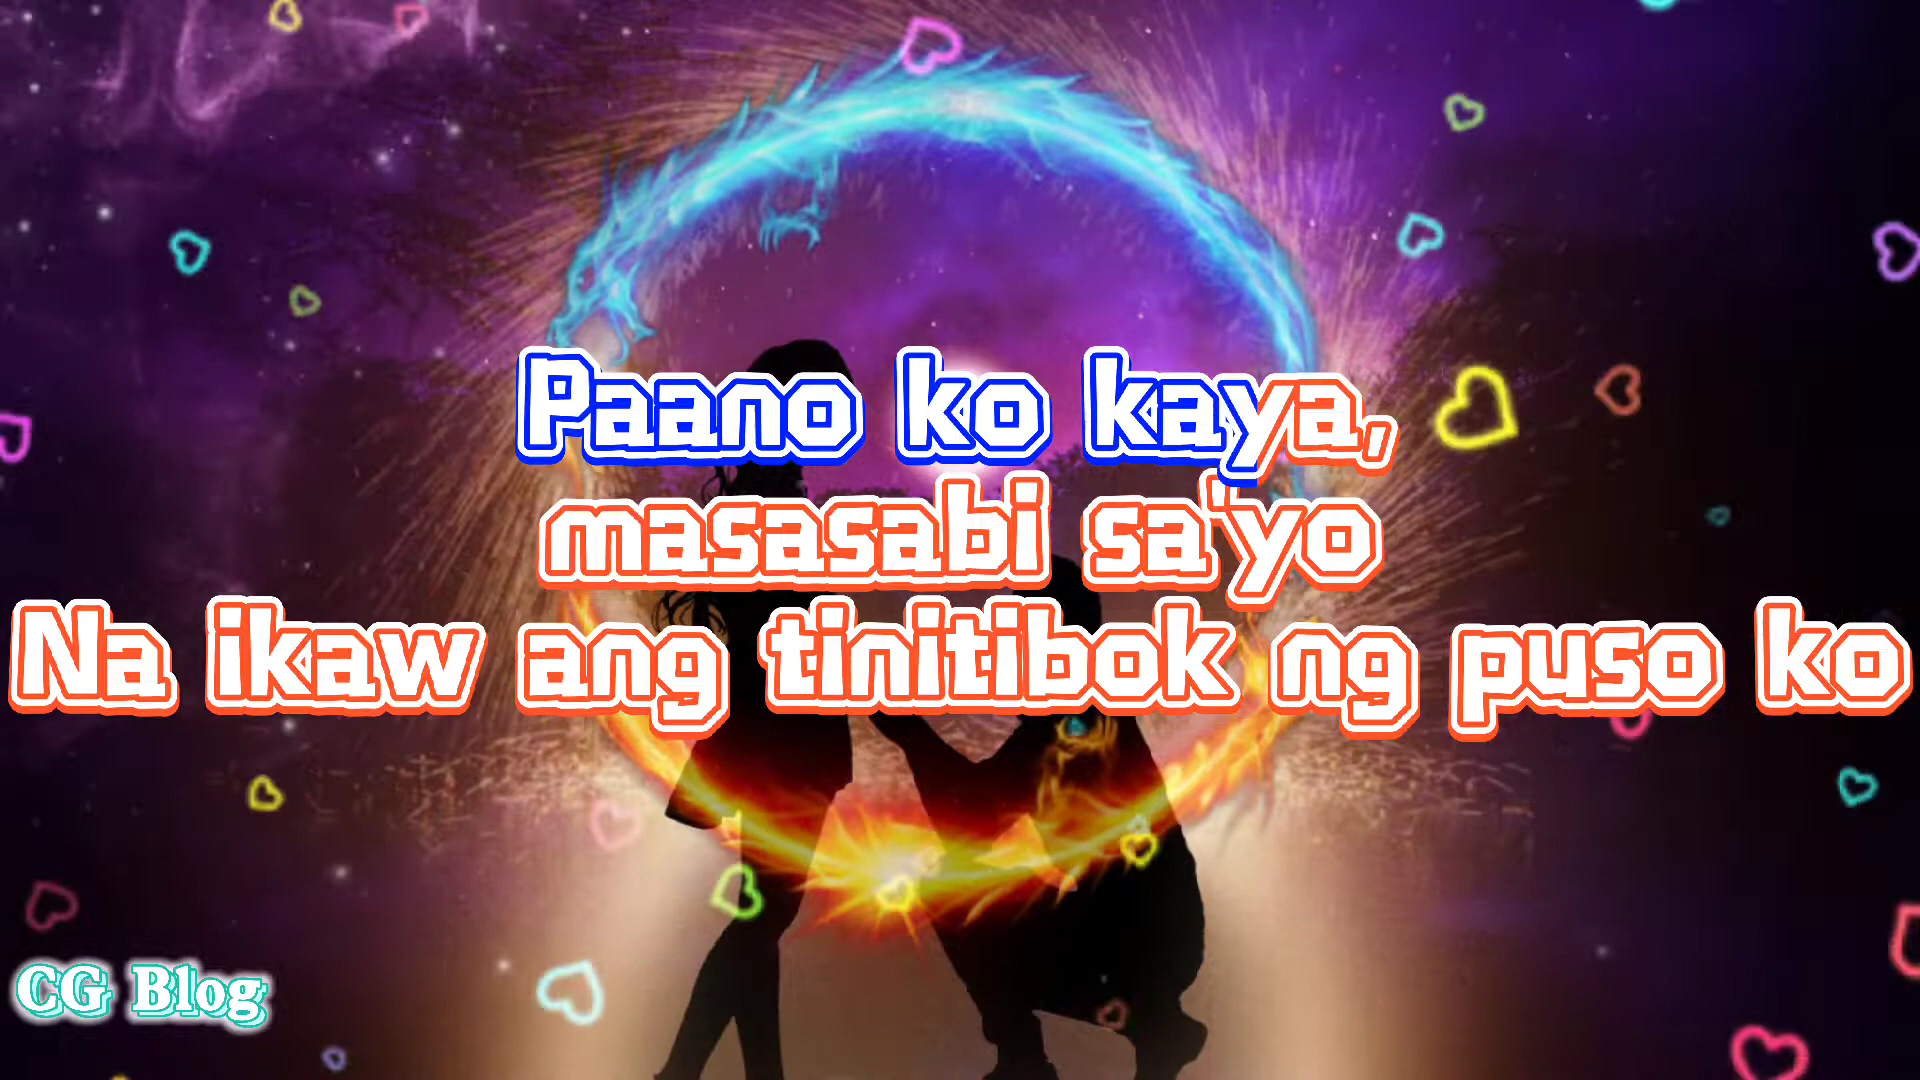 Paano ko kaya,
masasabi sa'yo
Na ikaw ang tinitibok ng puso ko
CG Blog